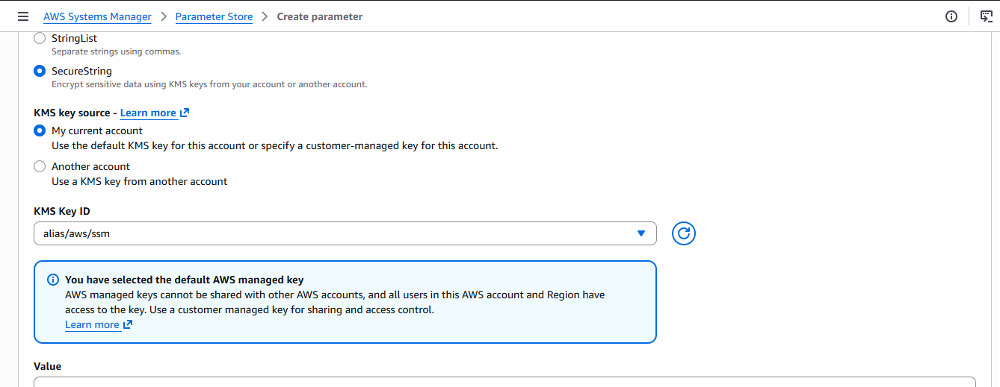 AWS Systems Manager > Parameter Store > Create parameter
StringList
Separate strings using commas.
SecureString
Encrypt sensitive data using KMS keys from your account or another account.
KMS key source - Learn more
My current account
Use the default KMS key for this account or specify a customer-managed key for this account.
Another account
Use a KMS key from another account
KMS Key ID
alias/aws/ssm
You have selected the default AWS managed key
AWS managed keys cannot be shared with other AWS accounts, and all users in this AWS account and Region have
access to the key. Use a customer managed key for sharing and access control.
Learn more
Value